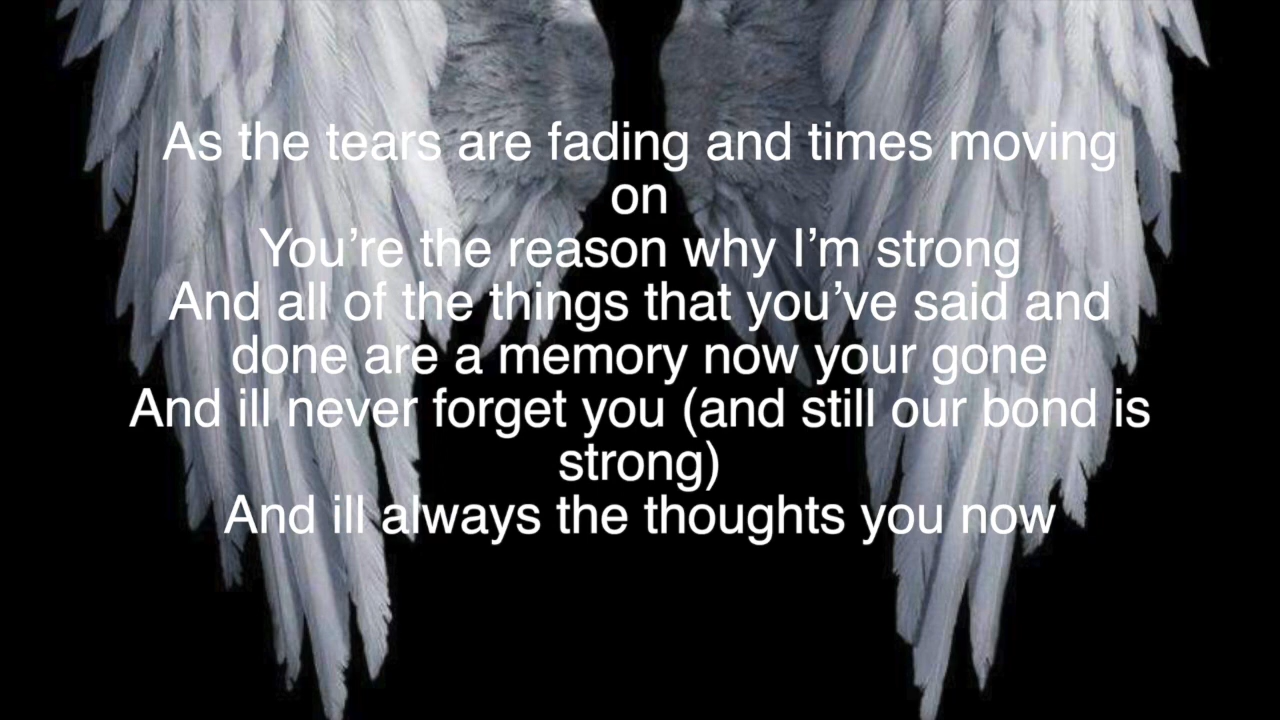 As the tears are fading and times moving
on
You’re the reason why I’m strong
And all of the things that you’ve said and
done are a memory now your gone
And ill never forget you (and still our bond is
strong)
And ill always the thoughts you now